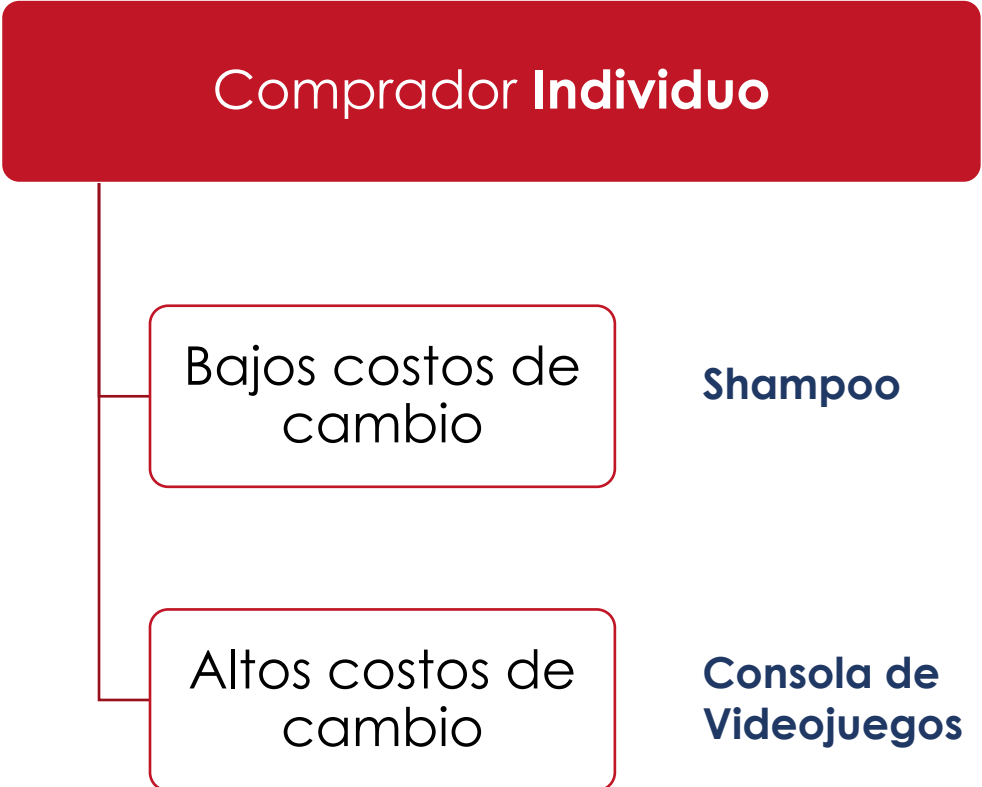 Comprador Individuo
Bajos costos de
cambio
Shampoo
Altos costos de
cambio
Consola de
Videojuegos